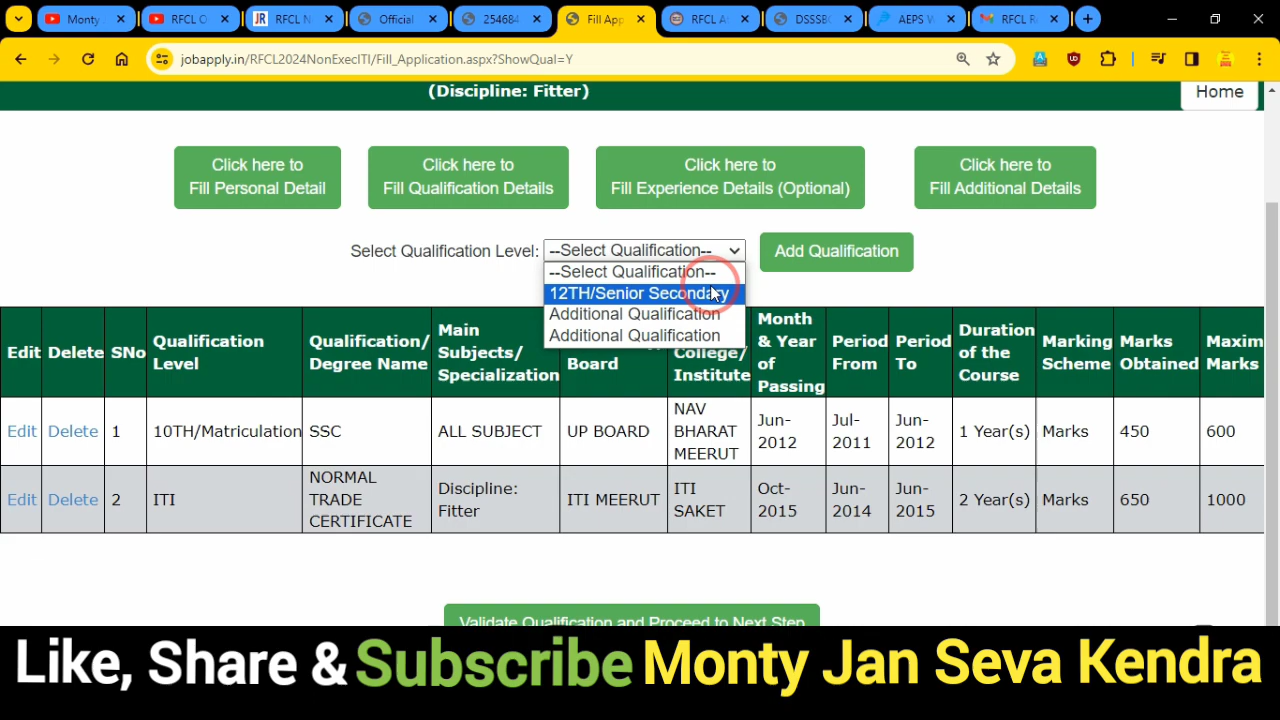 Monty
RFCL O
RFCL N
Official
254684
Fill App
RFCL A
DSSSBO
AEPS W
RFCL R
jobapply.in/RFCL2024NonExecITI/Fill_Application.aspx?ShowQual=Y
(Discipline: Fitter)
Home
Click here to
Fill Personal Detail
Click here to
Fill Qualification Details
Click here to
Fill Experience Details (Optional)
Click here to
Fill Additional Details
Select Qualification Level: --Select Qualification-- Add Qualification
--Select Qualification--
12TH/Senior Secondary
Additional Qualification
Additional Qualification
Edit Delete SNo
Qualification
Level
Qualification/
Degree Name
Main
Subjects/
Specialization
Board
College/
Institute
Month
& Year
of
Passing
Period
From
Period
To
Duration
of the
Course
Marking
Scheme
Marks
Obtained
Maxim
Marks
Edit Delete 1 10TH/Matriculation SSC ALL SUBJECT UP BOARD
NAV
BHARAT
MEERUT
Jun-
2012
Jul-
2011
Jun-
2012
1 Year(s) Marks 450 600
Edit Delete 2 ITI
NORMAL
TRADE
CERTIFICATE
Discipline:
Fitter
ITI MEERUT
ITI
SAKET
Oct-
2015
Jun-
2014
Jun-
2015
2 Year(s) Marks 650 1000
Validate Qualification and Proceed to Next Step
Like, Share & Subscribe Monty Jan Seva Kendra